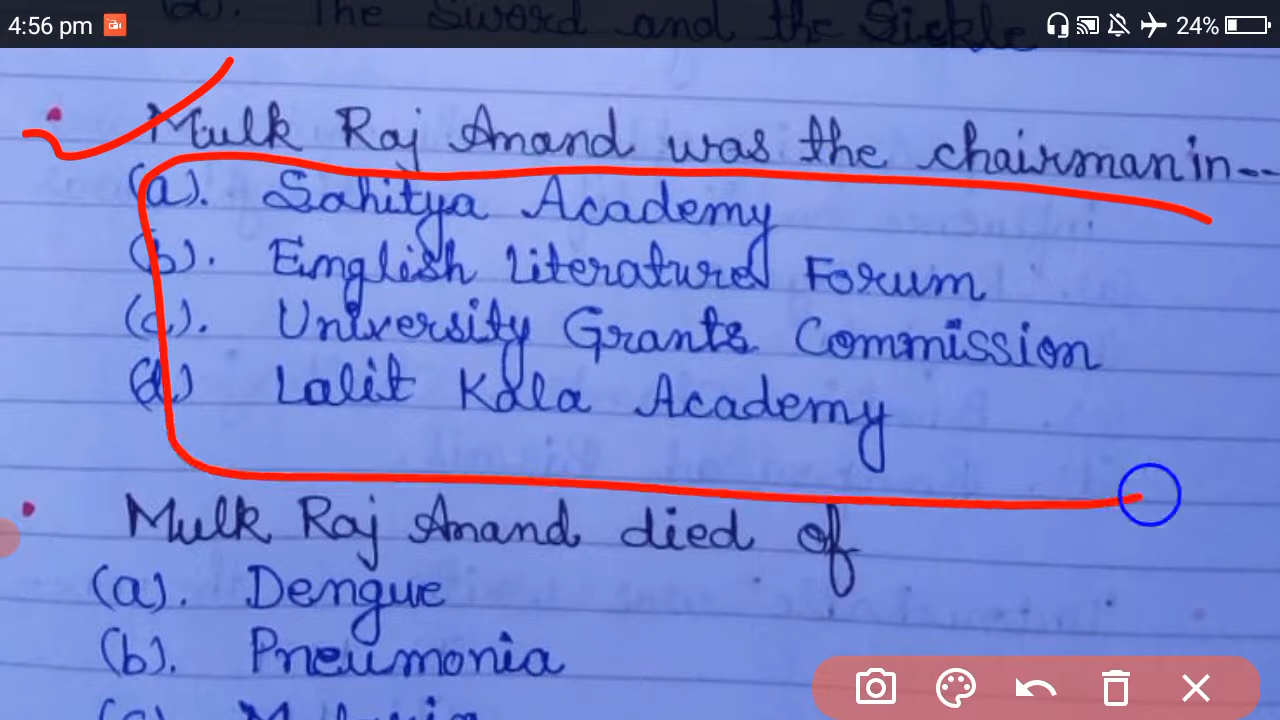 4:56 pm
24%
(d). The Sword and the Sickle
Mulk Raj Anand was the chairman in--
(a). Sahitya Academy
(b). English Literature Forum
(c). University Grants Commission
(d) Lalit Kala Academy
Mulk Raj Anand died of
(a). Dengue
(b). Pneumonia
(c). Malaria